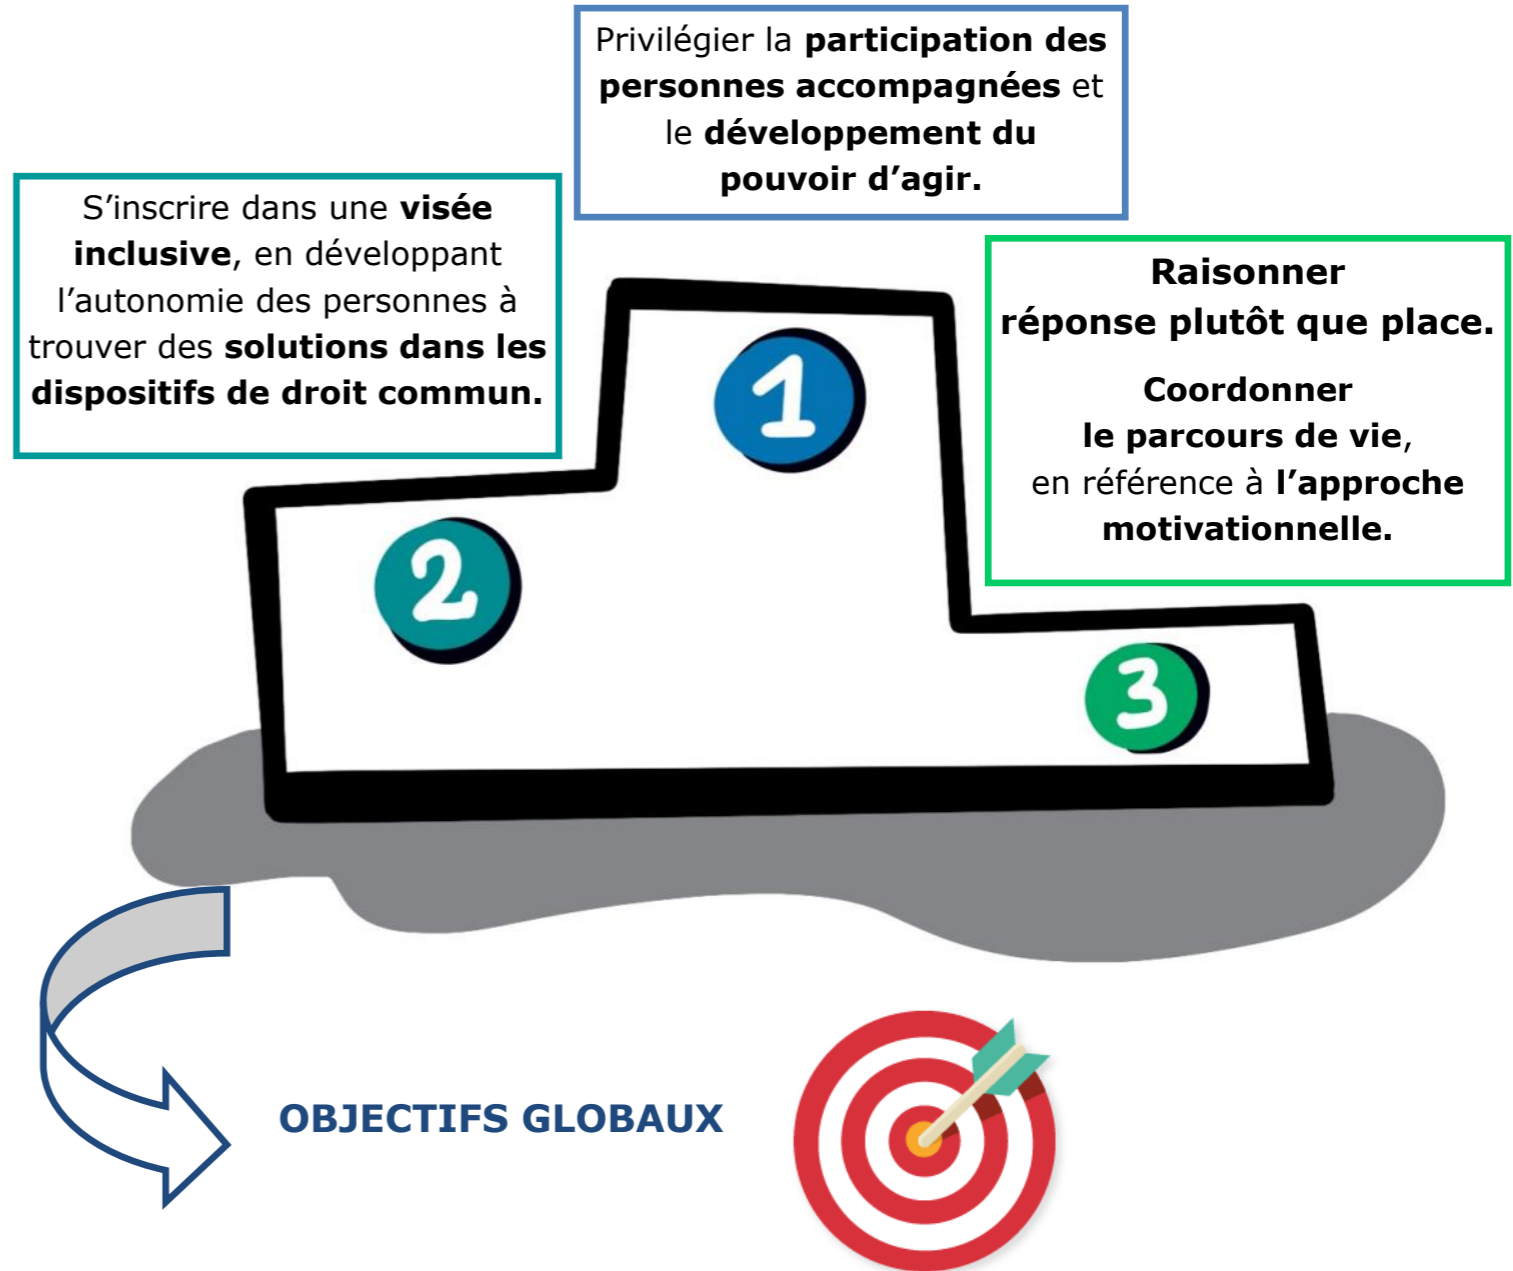 Privilégier la participation des
personnes accompagnées et
le développement du
pouvoir d’agir.
S’inscrire dans une visée
inclusive, en développant
l’autonomie des personnes à
trouver des solutions dans les
dispositifs de droit commun.
Raisonner
réponse plutôt que place.
Coordonner
le parcours de vie,
en référence à l’approche
motivationnelle.
1
2
3
OBJECTIFS GLOBAUX